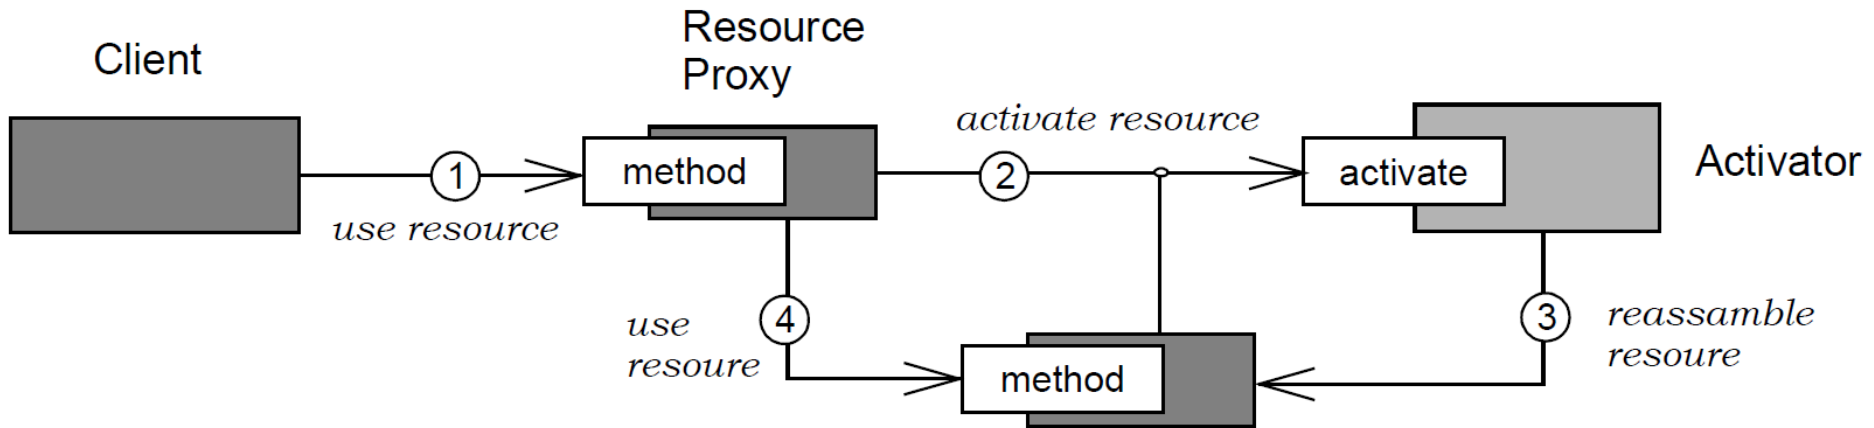 Client
Resource
Proxy
method
1
use resource
2
activate resource
activate
Activator
4
use
resoure
method
3
reassamble
resoure